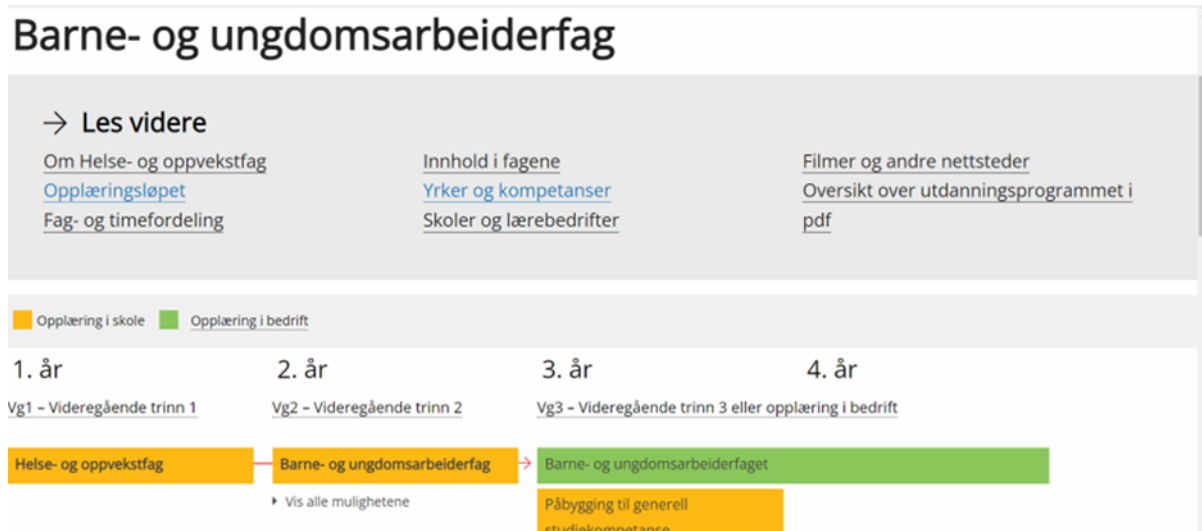 Barne- og ungdomsarbeiderfag
→ Les videre
Om Helse- og oppvekstfag
Opplæringsløpet
Fag- og timefordeling
Innhold i fagene
Yrker og kompetanser
Skoler og lærebedrifter
Filmer og andre nettsteder
Oversikt over utdanningsprogrammet i
pdf
Opplæring i skole Opplæring i bedrift
1. år 2. år 3. år 4. år
Vg1 – Videregående trinn 1 Vg2 – Videregående trinn 2 Vg3 – Videregående trinn 3 eller opplæring i bedrift
Helse- og oppvekstfag Barne- og ungdomsarbeiderfag Barne- og ungdomsarbeiderfaget
Vis alle mulighetene
Påbygging til generell
studiekompetanse